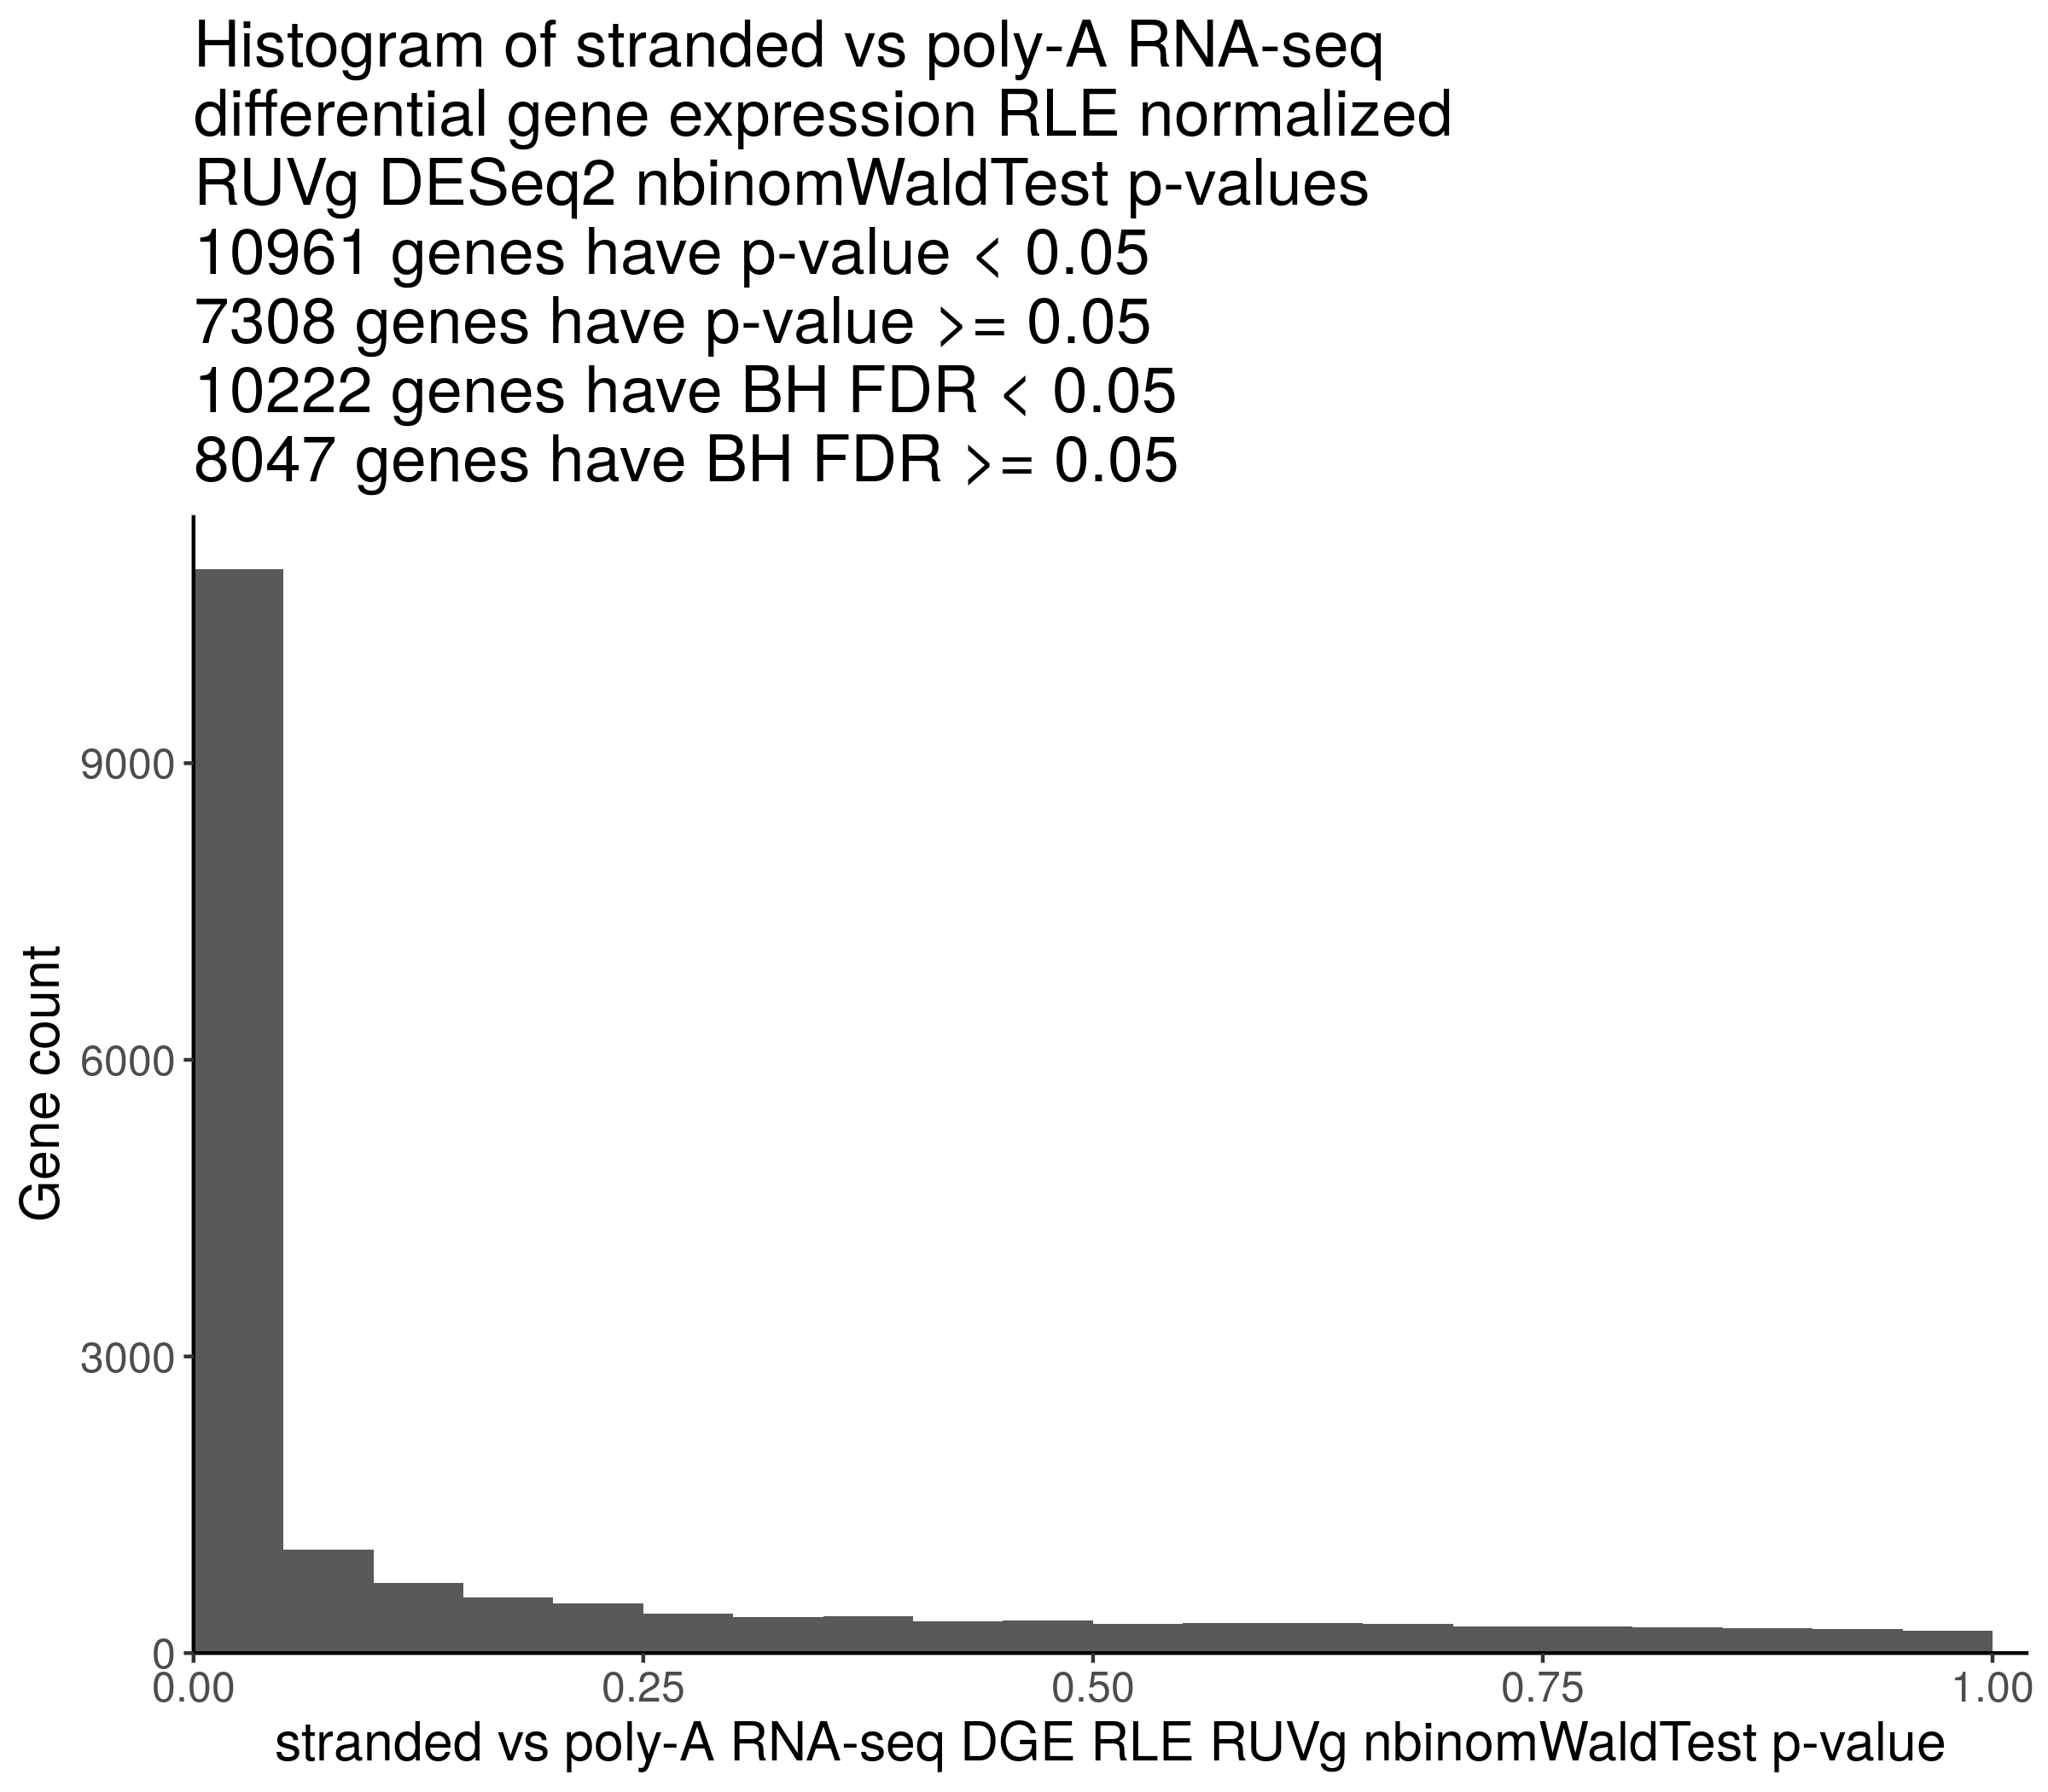 Histogram of stranded vs poly-A RNA-seq
differential gene expression RLE normalized
RUVg DESeq2 nbinomWaldTest p-values
10961 genes have p-value < 0.05
7308 genes have p-value >= 0.05
10222 genes have BH FDR < 0.05
8047 genes have BH FDR >= 0.05
Gene count
9000
6000
3000
0
0.00 0.25 0.50 0.75 1.00
stranded vs poly-A RNA-seq DGE RLE RUVg nbinomWaldTest p-value